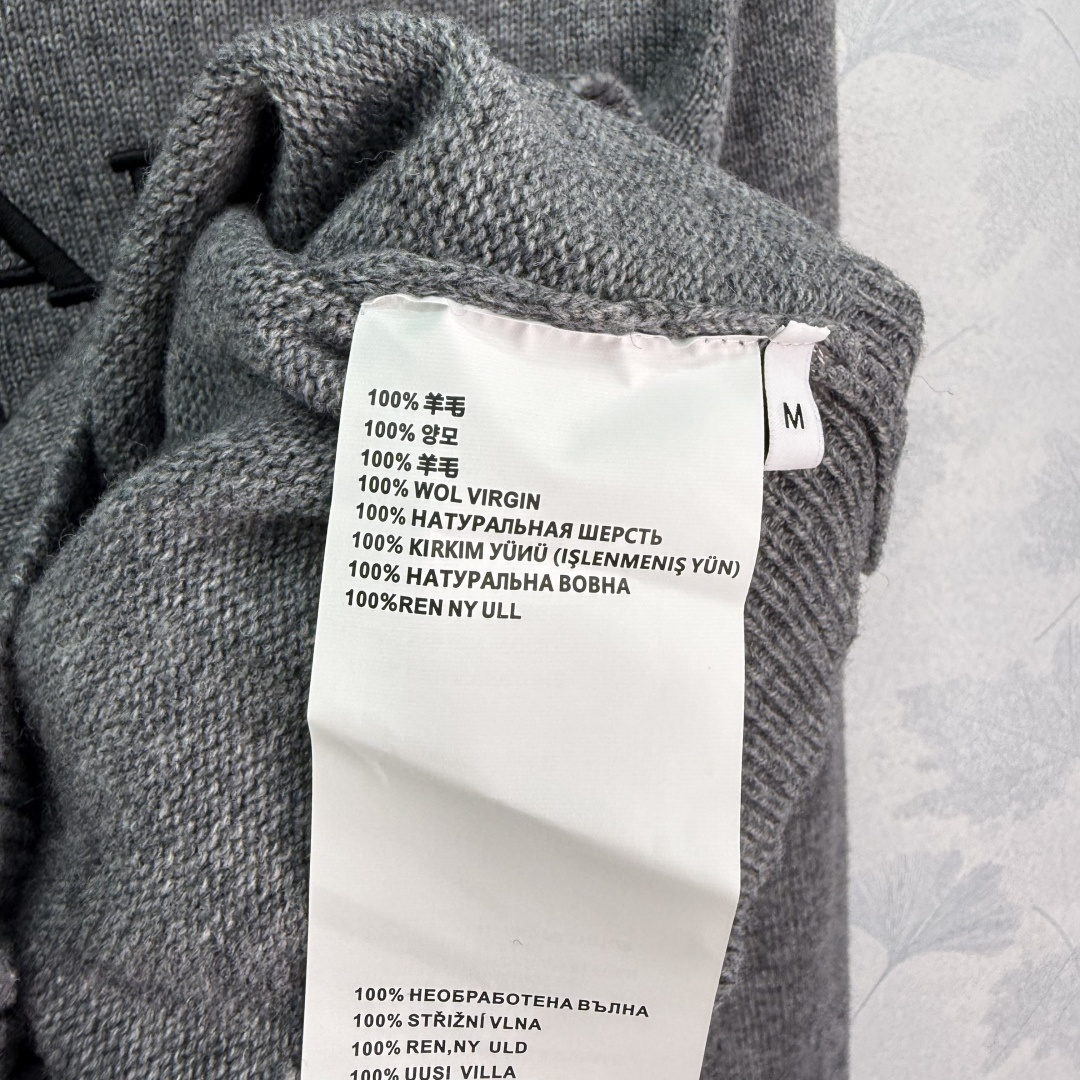 100% 羊毛
100% 양모
100% 羊毛
100% WOL VIRGIN
100% НАТУРАЛЬНАЯ ШЕРСТЬ
100% KIRKIM УÜИÜ (IŞLENMENIŞ YÜN)
100% НАТУРАЛЬНА ВОВНА
100%REN NY ULL
M
100% НЕОБРАБОТЕНА ВЪЛНА
100% STŘIŽNÍ VLNA
100% REN,NY ULD
100% UUSI VILLA